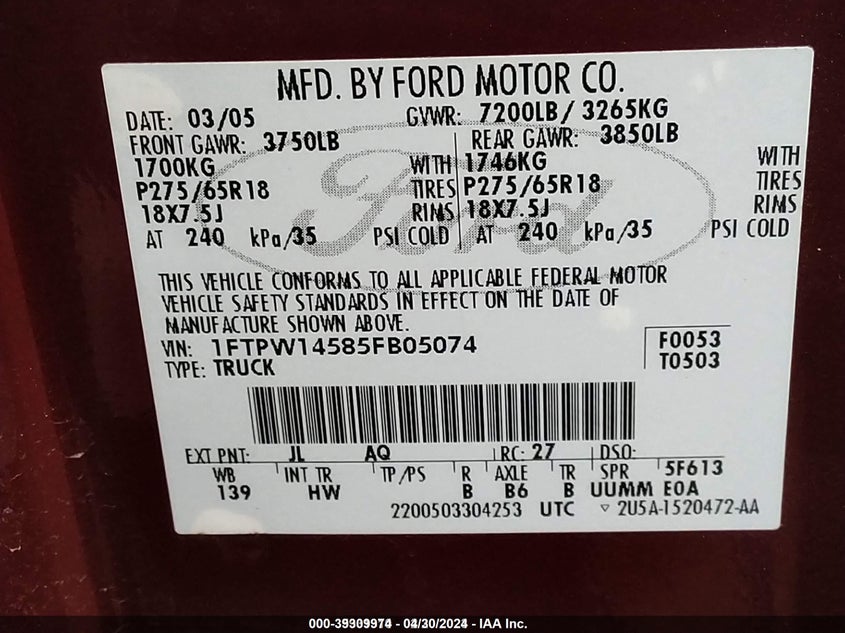 MFD. BY FORD MOTOR CO.
DATE: 03/05 GVWR: 7200LB / 3265KG
FRONT GAWR: 3750LB REAR GAWR: 3850LB
1700KG WITH 1746KG WITH
P275/65R18 TIRES P275/65R18 TIRES
18X7.5J RIMS 18X7.5J RIMS
AT 240 kPa/35 PSI COLD AT 240 kPa/35 PSI COLD
Ford
THIS VEHICLE CONFORMS TO ALL APPLICABLE FEDERAL MOTOR
VEHICLE SAFETY STANDARDS IN EFFECT ON THE DATE OF
MANUFACTURE SHOWN ABOVE.
VIN: 1FTPW14585FB05074 F0053
TYPE: TRUCK T0503
EXT PNT: JL AQ RC: 27 DSO:
WB INT TR TP/PS R AXLE TR SPR 5F613
139 HW B B6 B UUMM E0A
2200503304253 UTC ▽ 2U5A-1520472-AA
04/30/2024 - IAA Inc.